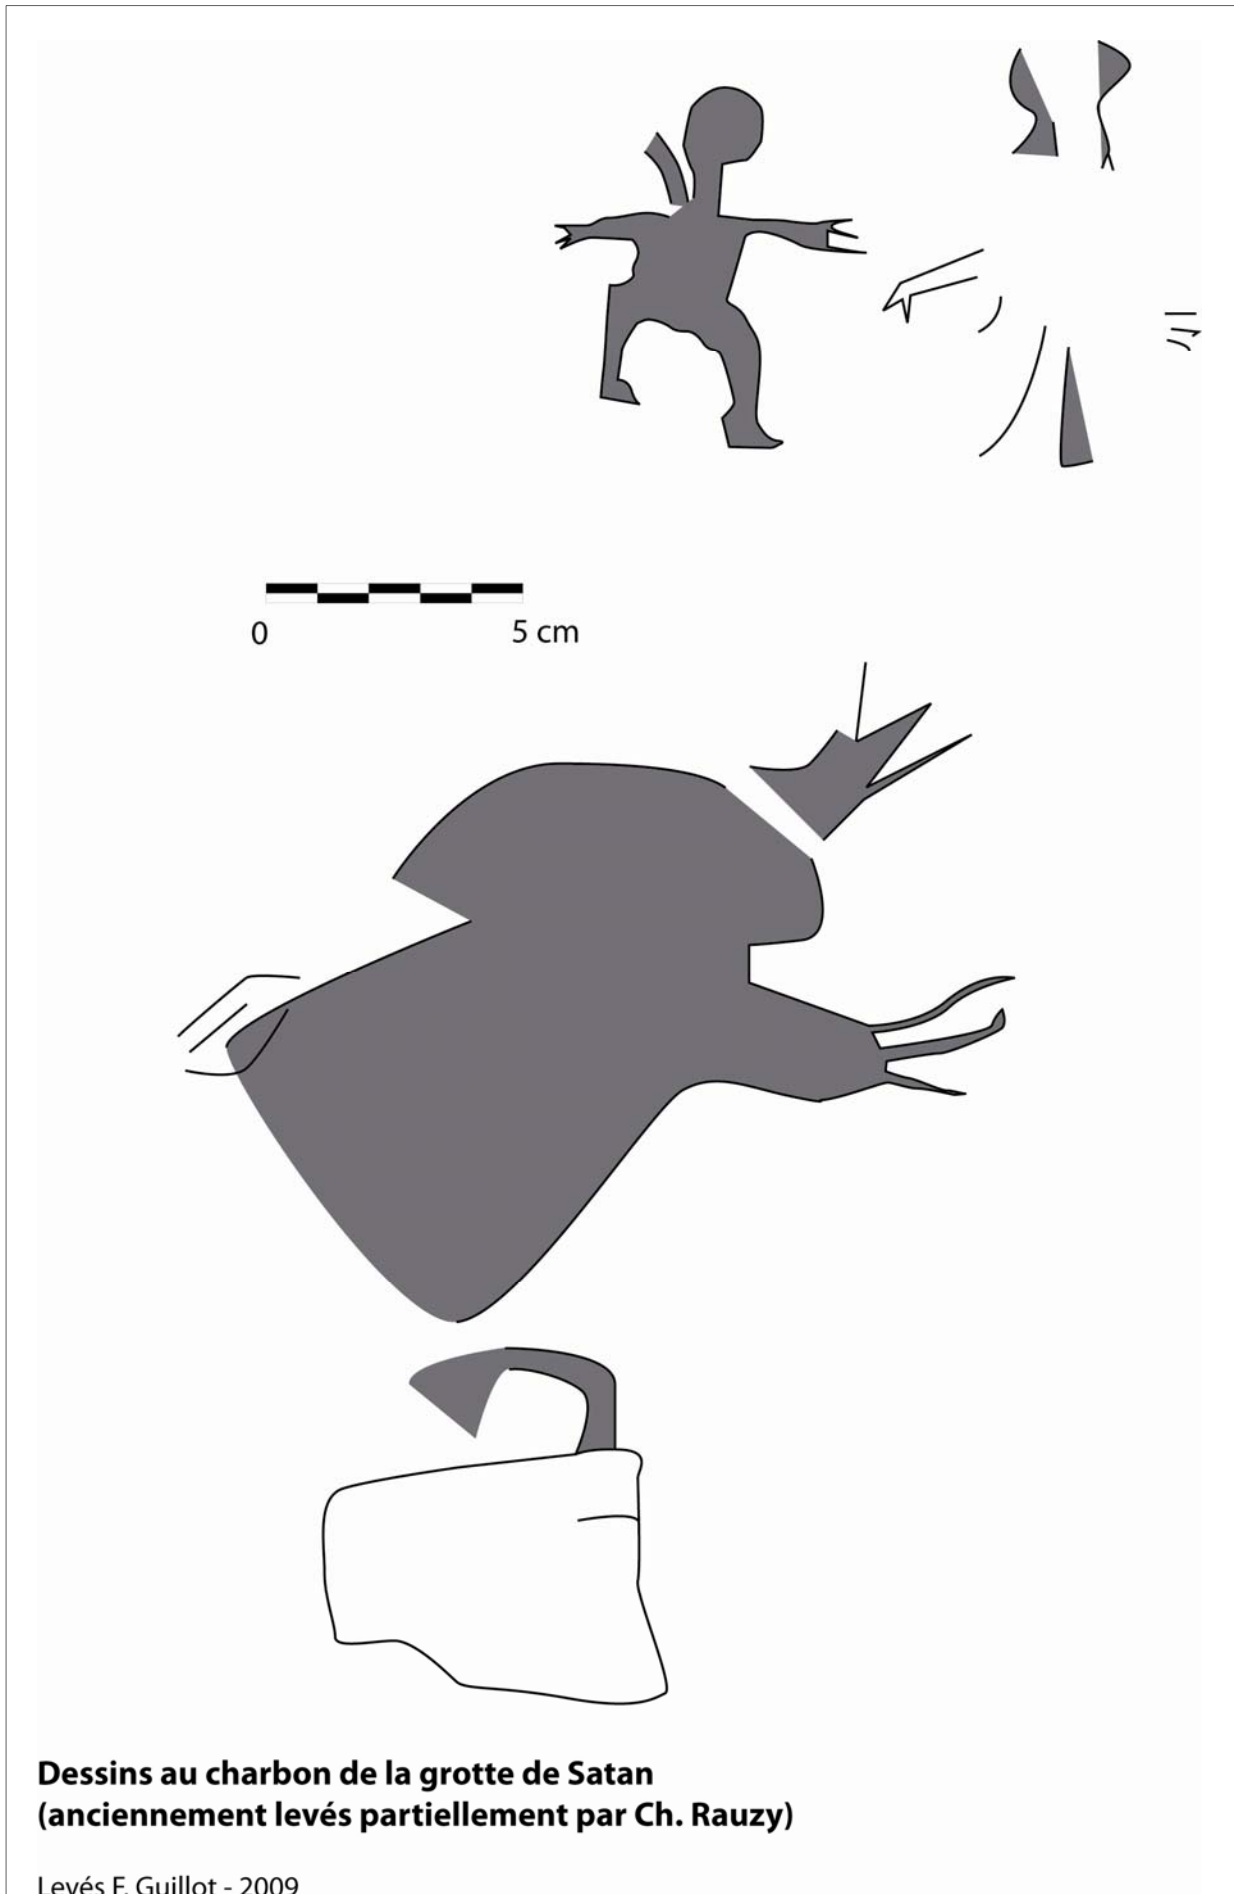 0 5 cm
Dessins au charbon de la grotte de Satan
(anciennement levés partiellement par Ch. Rauzy)
Levés F. Guillot - 2009